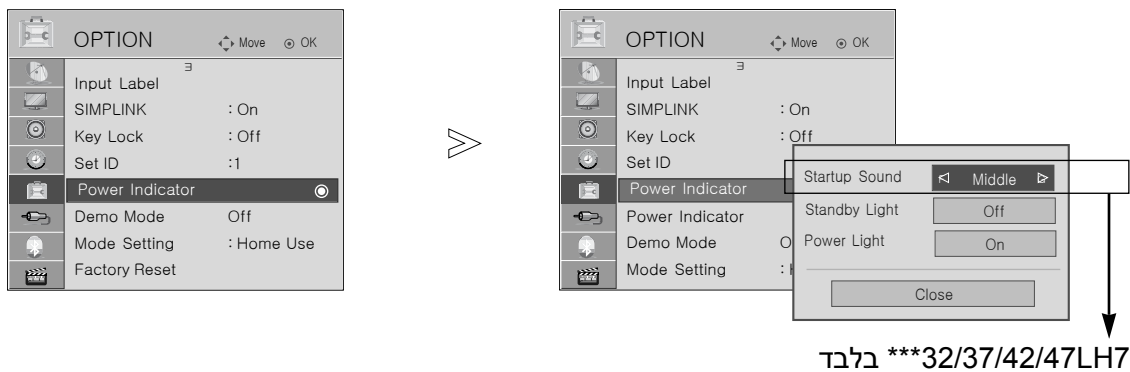 OPTION Move OK
ㅋ
Input Label
SIMPLINK : On
Key Lock : Off
Set ID :1
Power Indicator
Demo Mode Off
Mode Setting : Home Use
Factory Reset
OPTION Move OK
ㅋ
Input Label
SIMPLINK : On
Key Lock : Off
Set ID
Power Indicator
Power Indicator
Demo Mode
Mode Setting :
Startup Sound Middle
Standby Light Off
Power Light On
Close
32/37/42/47LH7*** בלבד